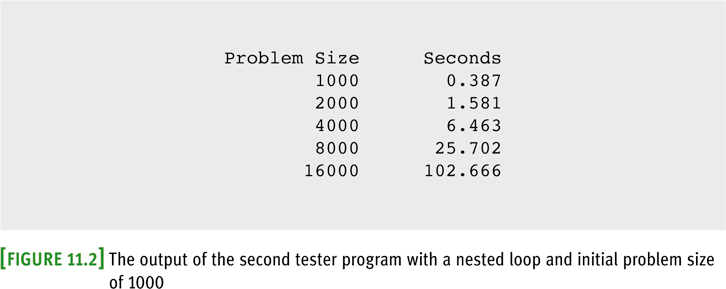 Problem Size Seconds
1000 0.387
2000 1.581
4000 6.463
8000 25.702
16000 102.666
[FIGURE 11.2] The output of the second tester program with a nested loop and initial problem size
of 1000